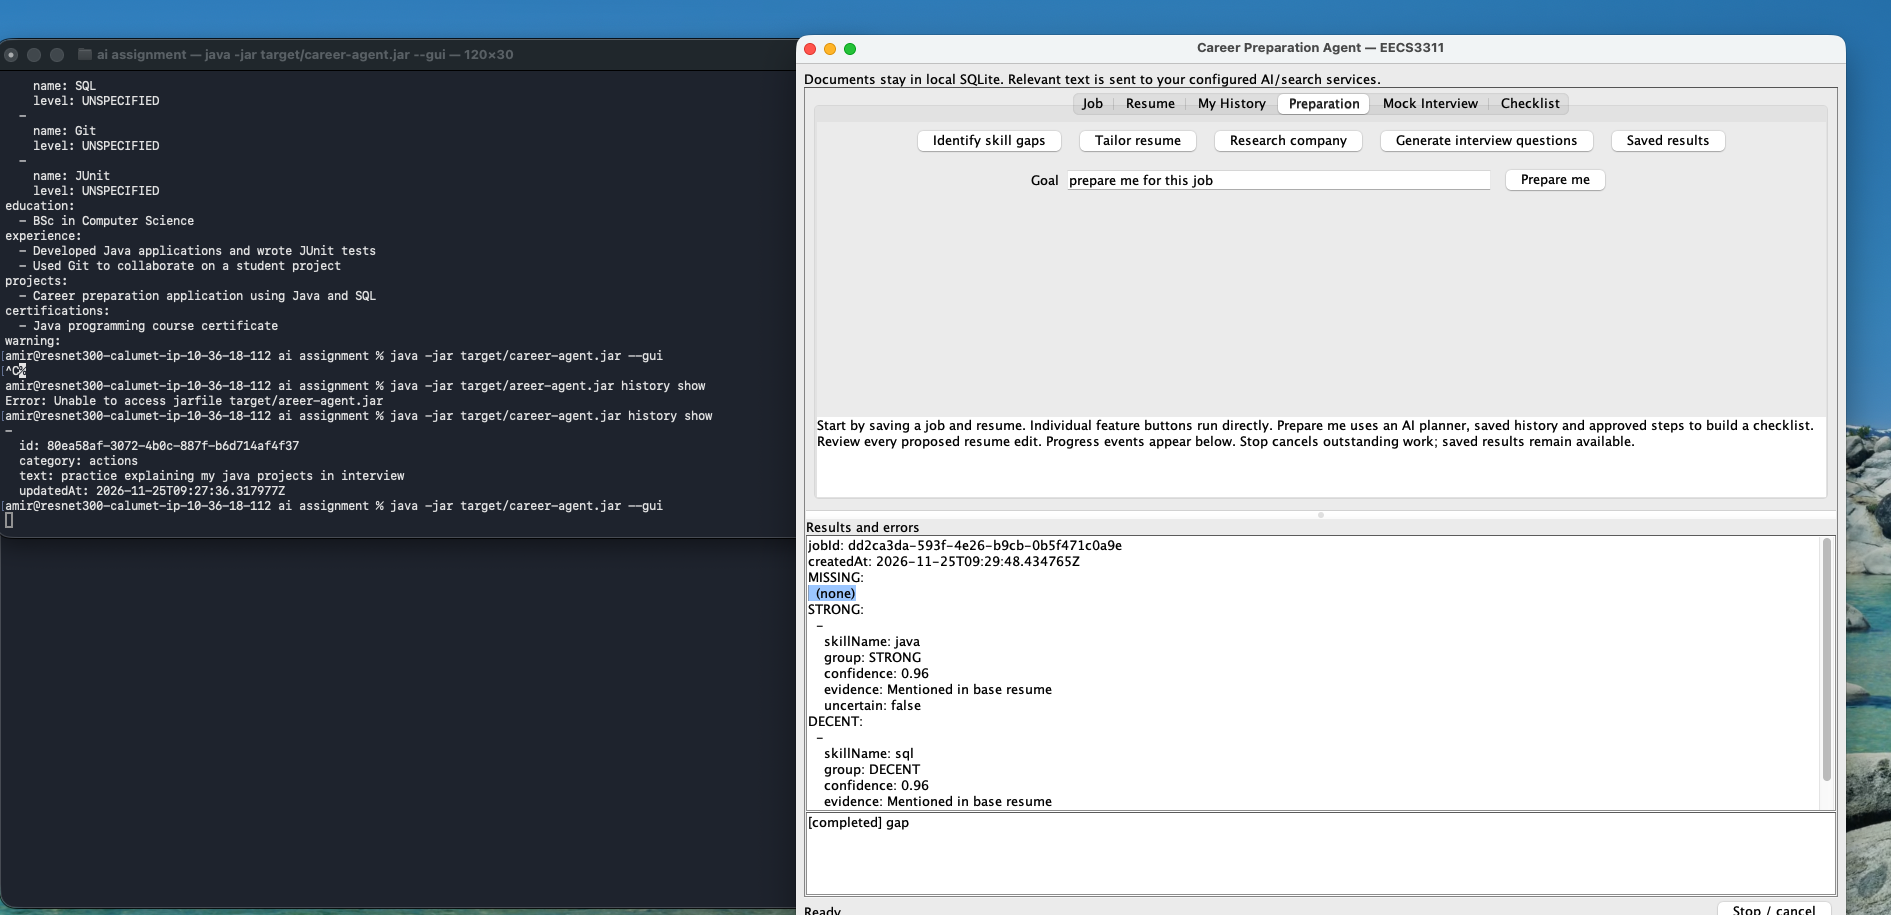 ai assignment — java -jar target/career-agent.jar --gui — 120×30
    name: SQL
    level: UNSPECIFIED
  –
    name: Git
    level: UNSPECIFIED
  –
    name: JUnit
    level: UNSPECIFIED
education:
  – BSc in Computer Science
experience:
  – Developed Java applications and wrote JUnit tests
  – Used Git to collaborate on a student project
projects:
  – Career preparation application using Java and SQL
certifications:
  – Java programming course certificate
warning:
[amir@resnet300-calumet-ip-10-36-18-112 ai assignment % java -jar target/career-agent.jar --gui
[^C%
amir@resnet300-calumet-ip-10-36-18-112 ai assignment % java -jar target/areer-agent.jar history show
Error: Unable to access jarfile target/areer-agent.jar
[amir@resnet300-calumet-ip-10-36-18-112 ai assignment % java -jar target/career-agent.jar history show
–
  id: 80ea58af-3072-4b0c-887f-b6d714af4f37
  category: actions
  text: practice explaining my java projects in interview
  updatedAt: 2026-11-25T09:27:36.317977Z
[amir@resnet300-calumet-ip-10-36-18-112 ai assignment % java -jar target/career-agent.jar --gui
Career Preparation Agent — EECS3311
Documents stay in local SQLite. Relevant text is sent to your configured AI/search services.
Job Resume My History Preparation Mock Interview Checklist
Identify skill gaps Tailor resume Research company Generate interview questions Saved results
Goal prepare me for this job Prepare me
Start by saving a job and resume. Individual feature buttons run directly. Prepare me uses an AI planner, saved history and approved steps to build a checklist.
Review every proposed resume edit. Progress events appear below. Stop cancels outstanding work; saved results remain available.
Results and errors
jobId: dd2ca3da-593f-4e26-b9cb-0b5f471c0a9e
createdAt: 2026-11-25T09:29:48.434765Z
MISSING:
  (none)
STRONG:
  –
    skillName: java
    group: STRONG
    confidence: 0.96
    evidence: Mentioned in base resume
    uncertain: false
DECENT:
  –
    skillName: sql
    group: DECENT
    confidence: 0.96
    evidence: Mentioned in base resume
[completed] gap
Ready
Stop / cancel